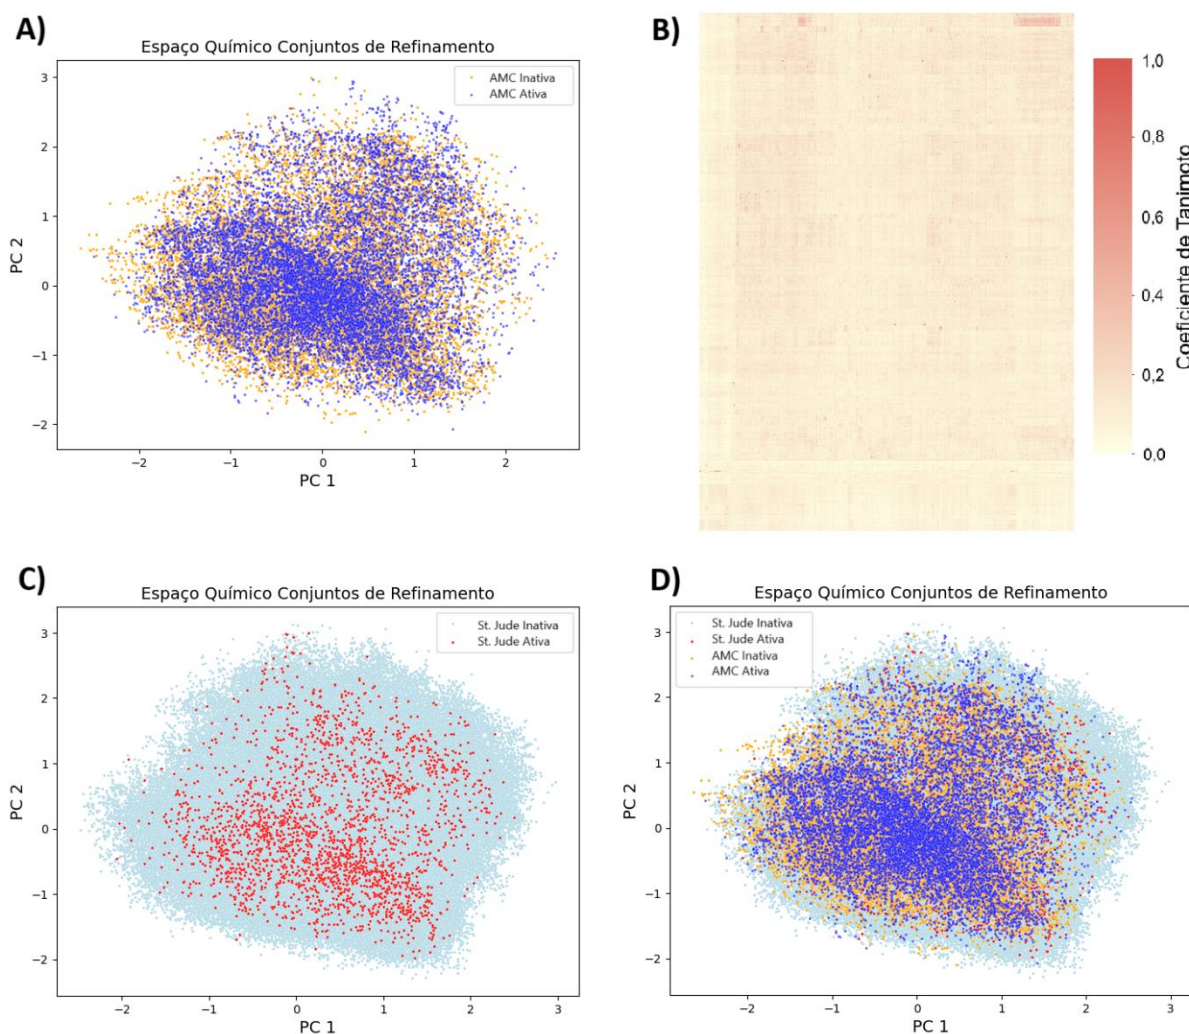 A)
Espaço Químico Conjuntos de Refinamento
AMC Inativa
AMC Ativa
3
2
1
0
−1
−2
PC 2
−2
−1
0
1
2
PC 1
B)
1,0
0,8
0,6
0,4
0,2
0,0
Coeficiente de Tanimoto
C)
Espaço Químico Conjuntos de Refinamento
St. Jude Inativa
St. Jude Ativa
3
2
1
0
−1
−2
PC 2
−2
−1
0
1
2
3
PC 1
D)
Espaço Químico Conjuntos de Refinamento
St. Jude Inativa
St. Jude Ativa
AMC Inativa
AMC Ativa
3
2
1
0
−1
−2
PC 2
−2
−1
0
1
2
3
PC 1